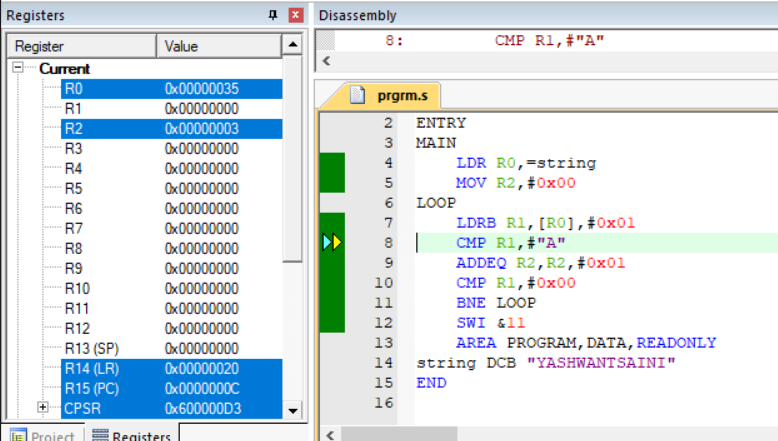 Registers
Register Value
Current
R0 0x00000035
R1 0x00000000
R2 0x00000003
R3 0x00000000
R4 0x00000000
R5 0x00000000
R6 0x00000000
R7 0x00000000
R8 0x00000000
R9 0x00000000
R10 0x00000000
R11 0x00000000
R12 0x00000000
R13 (SP) 0x00000000
R14 (LR) 0x00000020
R15 (PC) 0x0000000C
CPSR 0x600000D3
Project Registers
Disassembly
8: CMP R1,#"A"
prgrm.s
2 ENTRY
3 MAIN
4 LDR R0,=string
5 MOV R2,#0x00
6 LOOP
7 LDRB R1,[R0],#0x01
8 CMP R1,#"A"
9 ADDEQ R2,R2,#0x01
10 CMP R1,#0x00
11 BNE LOOP
12 SWI &11
13 AREA PROGRAM,DATA,READONLY
14 string DCB "YASHWANTSAINI"
15 END
16